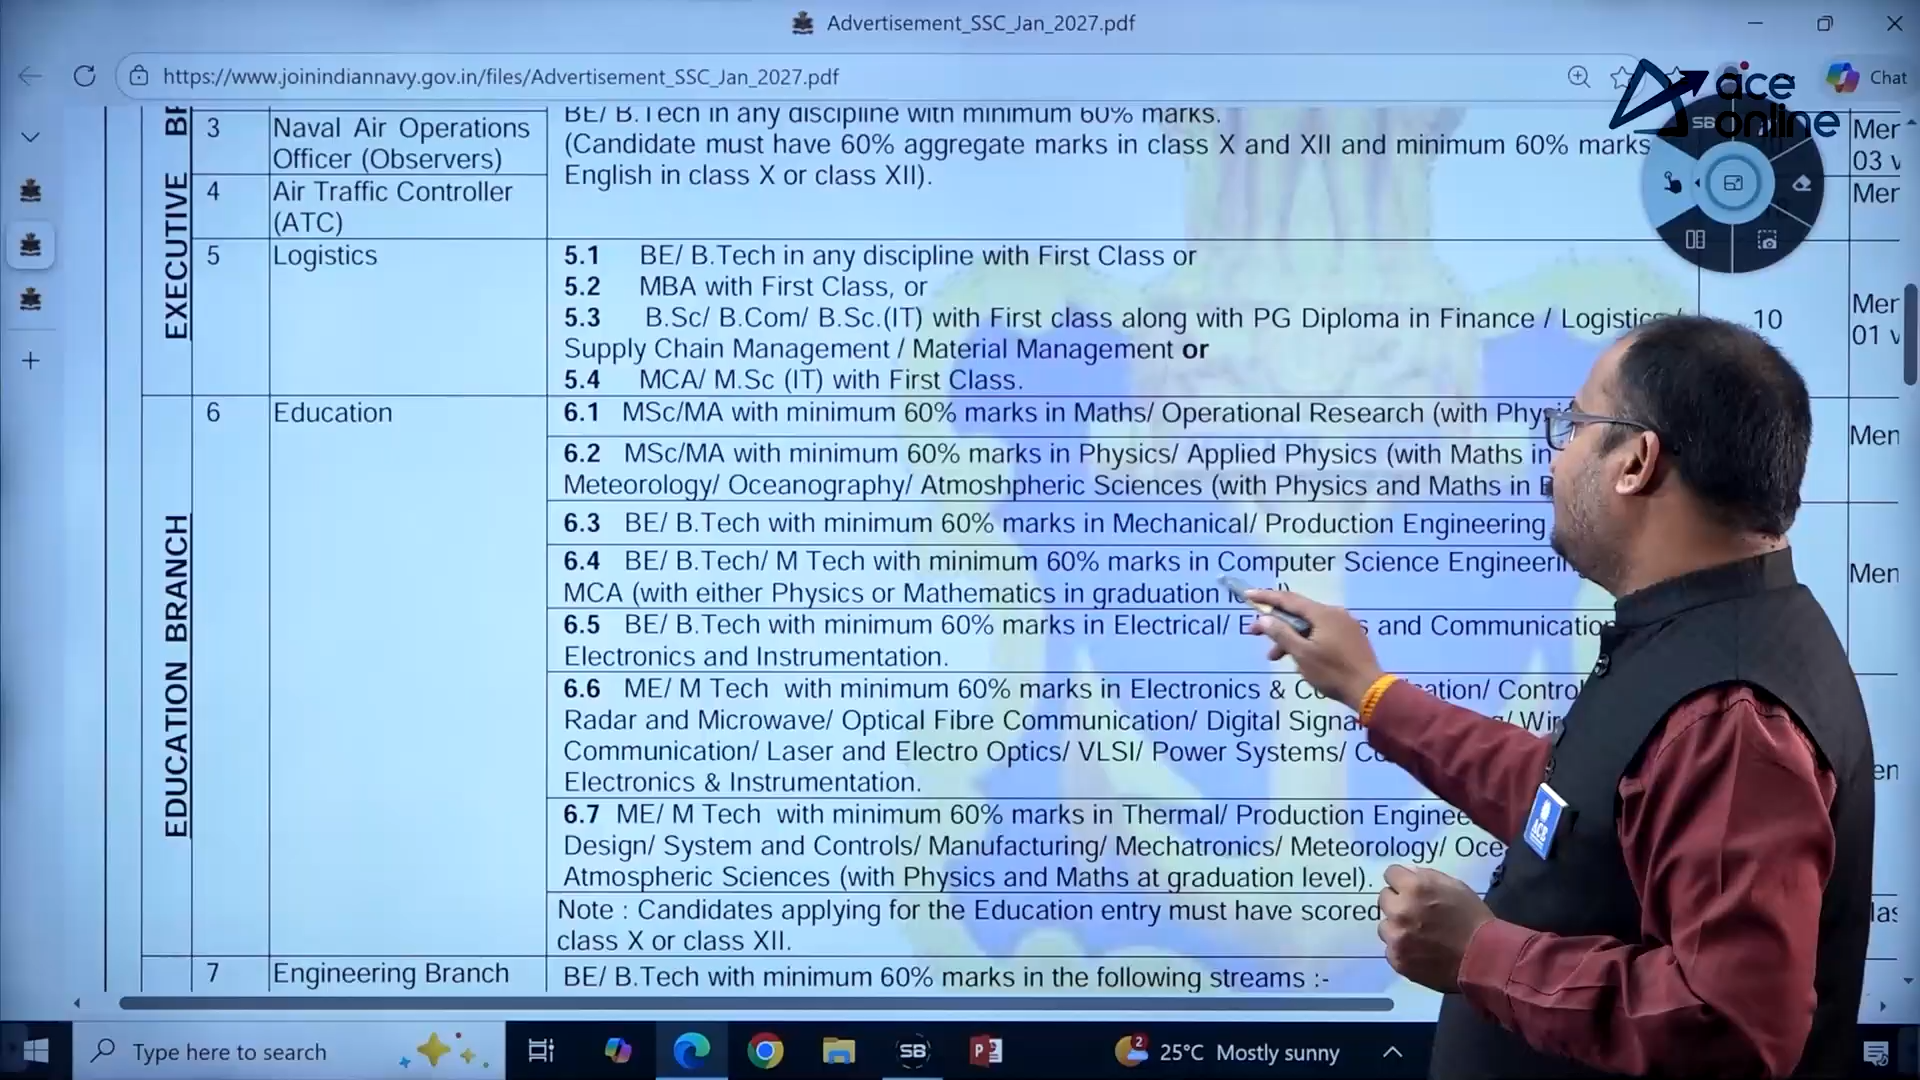 Advertisement_SSC_Jan_2027.pdf
https://www.joinindiannavy.gov.in/files/Advertisement_SSC_Jan_2027.pdf
Chat
ace
online
SB
EXECUTIVE
3 Naval Air Operations Officer (Observers)
4 Air Traffic Controller (ATC)
BE/ B.Tech in any discipline with minimum 60% marks.
(Candidate must have 60% aggregate marks in class X and XII and minimum 60% marks
English in class X or class XII).
03
5 Logistics
5.1 BE/ B.Tech in any discipline with First Class or
5.2 MBA with First Class, or
5.3 B.Sc/ B.Com/ B.Sc.(IT) with First class along with PG Diploma in Finance / Logistics /
Supply Chain Management / Material Management or
5.4 MCA/ M.Sc (IT) with First Class.
10
01
EDUCATION BRANCH
6 Education
6.1 MSc/MA with minimum 60% marks in Maths/ Operational Research (with
6.2 MSc/MA with minimum 60% marks in Physics/ Applied Physics (with Maths in
Meteorology/ Oceanography/ Atmoshpheric Sciences (with Physics and Maths in
6.3 BE/ B.Tech with minimum 60% marks in Mechanical/ Production Engineering
6.4 BE/ B.Tech/ M Tech with minimum 60% marks in Computer Science
MCA (with either Physics or Mathematics in graduation
6.5 BE/ B.Tech with minimum 60% marks in Electrical/ and
Electronics and Instrumentation.
6.6 ME/ M Tech with minimum 60% marks in Electronics &
Radar and Microwave/ Optical Fibre Communication/ Digital
Communication/ Laser and Electro Optics/ VLSI/ Power Systems/
Electronics & Instrumentation.
6.7 ME/ M Tech with minimum 60% marks in Thermal/ Production
Design/ System and Controls/ Manufacturing/ Mechatronics/ Meteorology/
Atmospheric Sciences (with Physics and Maths at graduation level).
Note : Candidates applying for the Education entry must have scored
class X or class XII.
7 Engineering Branch
BE/ B.Tech with minimum 60% marks in the following streams :-
ACE
Type here to search
SB
2
25°C Mostly sunny